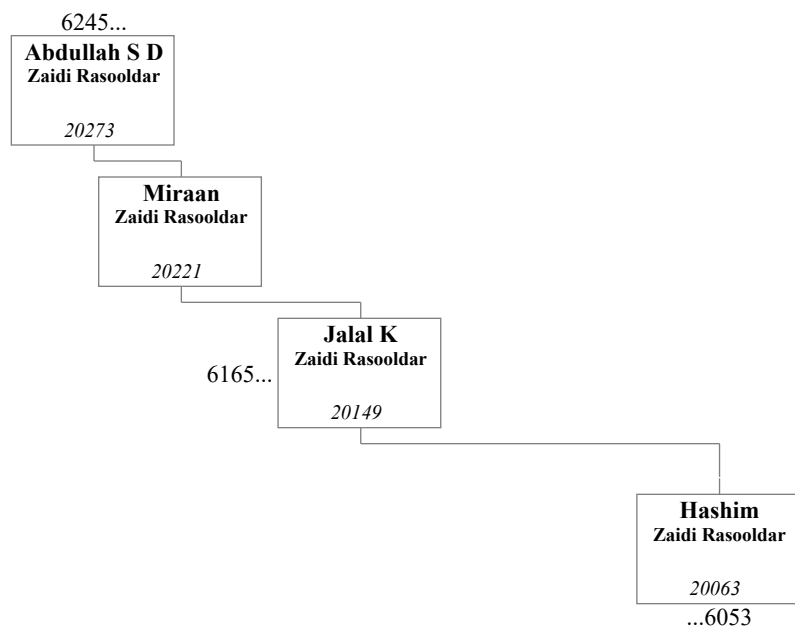 6245...
Abdullah S D
Zaidi Rasooldar
20273
Miraan
Zaidi Rasooldar
20221
Jalal K
Zaidi Rasooldar
6165...
20149
Hashim
Zaidi Rasooldar
20063
...6053